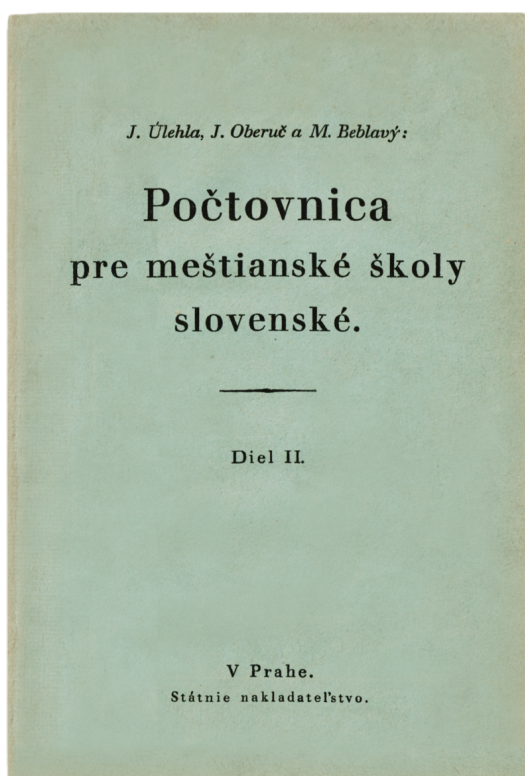 J. Úlehla, J. Oberuč a M. Beblavý:
Počtovnica
pre meštianské školy
slovenské.
Diel II.
V Prahe.
Státnie nakladateľstvo.